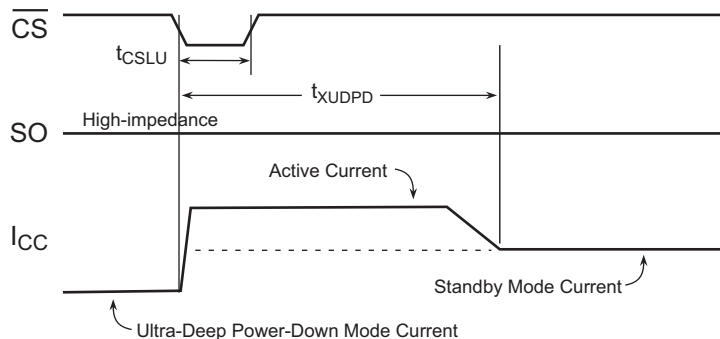 CS
tCSLU
tXUDPD
High-impedance
SO
Active Current
ICC
Standby Mode Current
Ultra-Deep Power-Down Mode Current